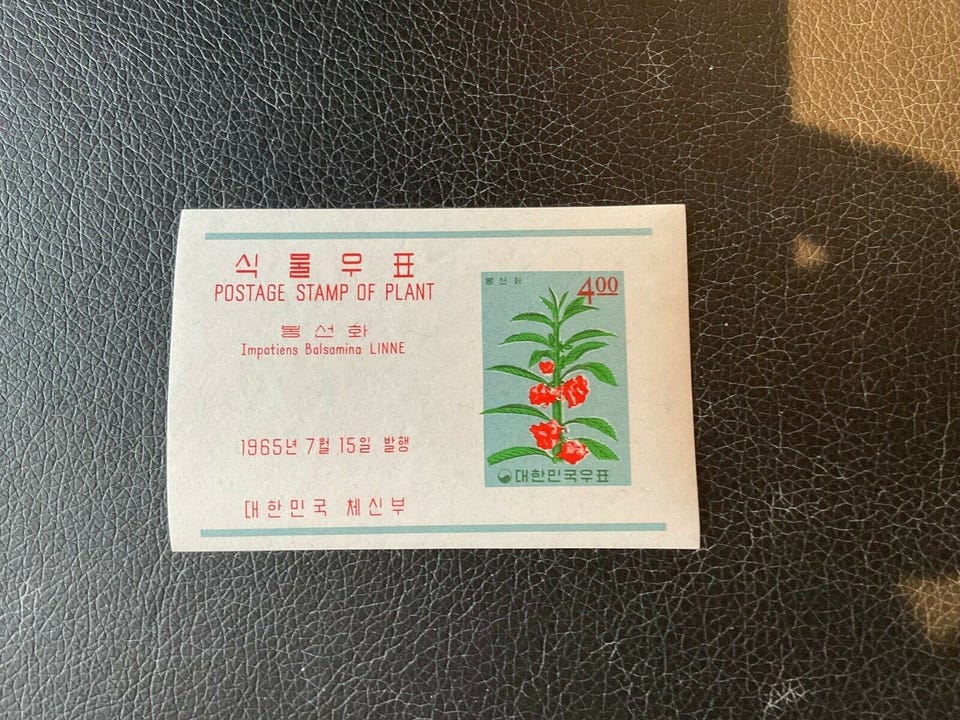 식물우표
POSTAGE STAMP OF PLANT
봉선화
Impatiens Balsamina LINNE
1965년 7월 15일 발행
대한민국 체신부
봉선화
4.00
대한민국우표